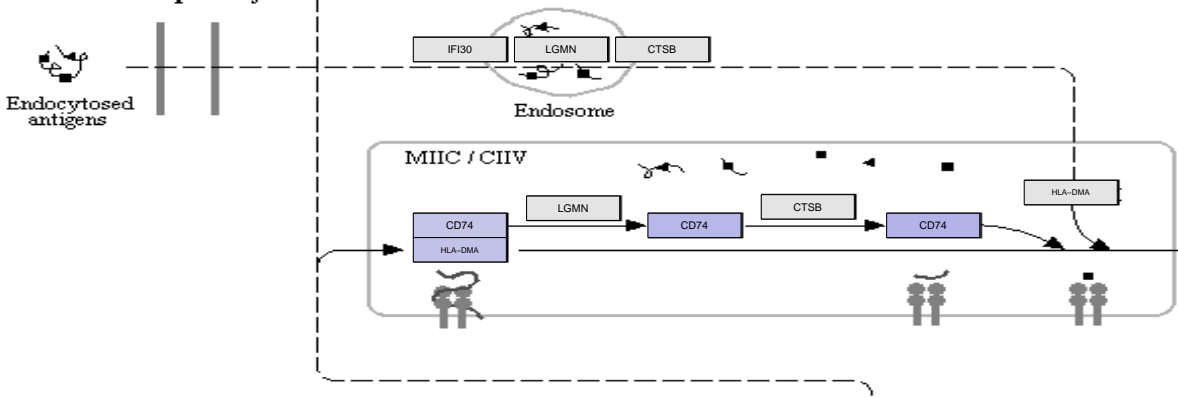 IFI30 LGMN CTSB
Endocytosed
antigens
Endosome
MIIC / CIIV
HLA−DMA
LGMN CTSB
CD74 CD74 CD74
HLA−DMA